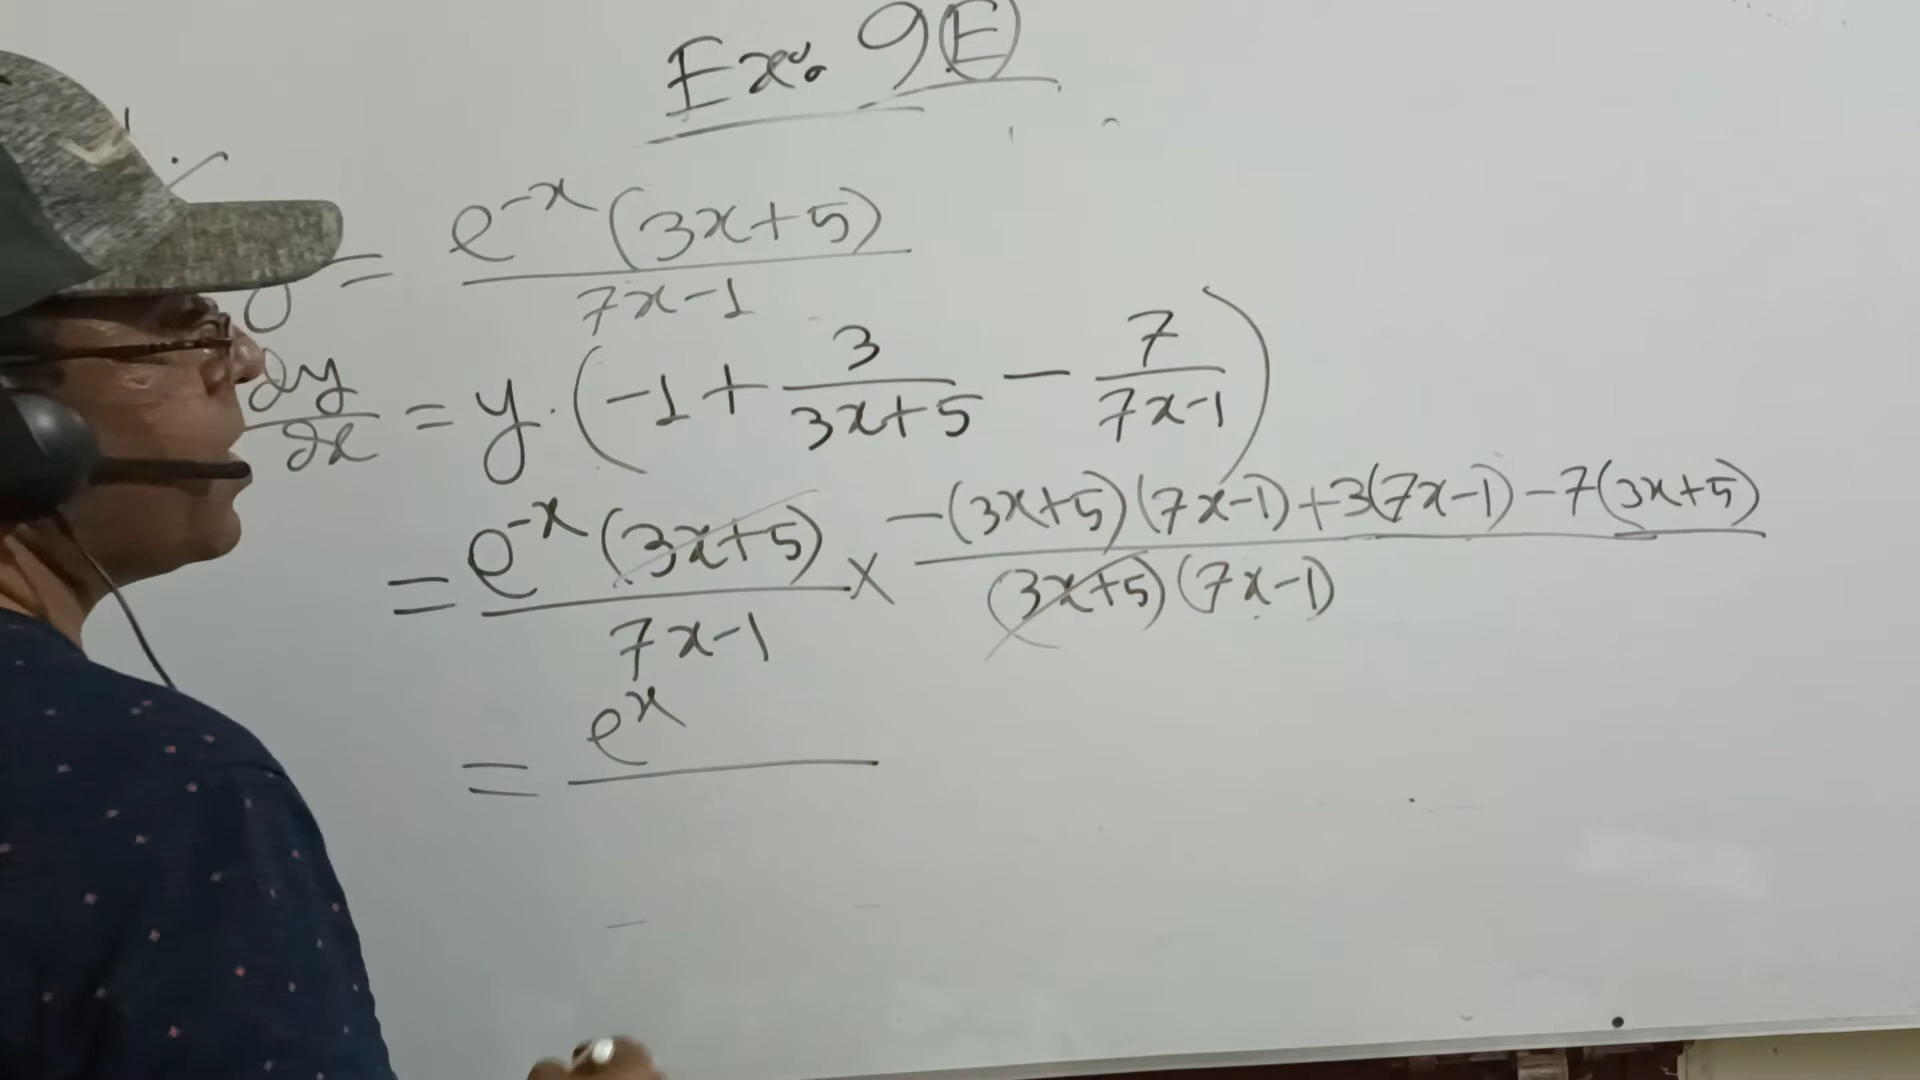 Ex: 9(E)
y = e^{-x}(3x+5) / 7x-1
dy/dx = y·(-1 + 3/3x+5 - 7/7x-1)
= e^{-x}(3x+5) / 7x-1 × -(3x+5)(7x-1)+3(7x-1)-7(3x+5) / (3x+5)(7x-1)
= e^x